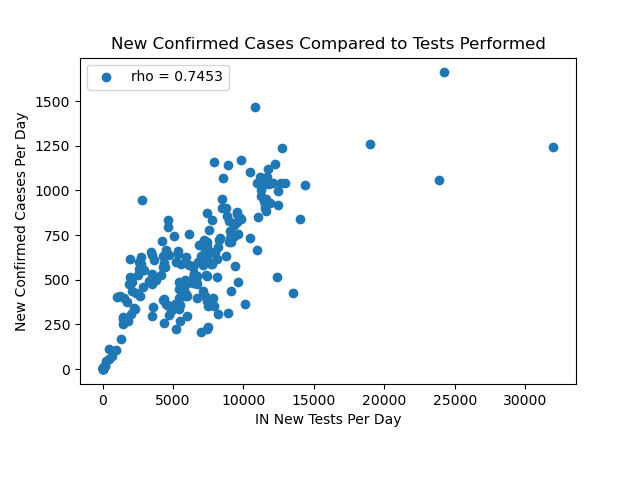 New Confirmed Cases Compared to Tests Performed
rho = 0.7453
New Confirmed Caeses Per Day
1500
1250
1000
750
500
250
0
0 5000 10000 15000 20000 25000 30000
IN New Tests Per Day